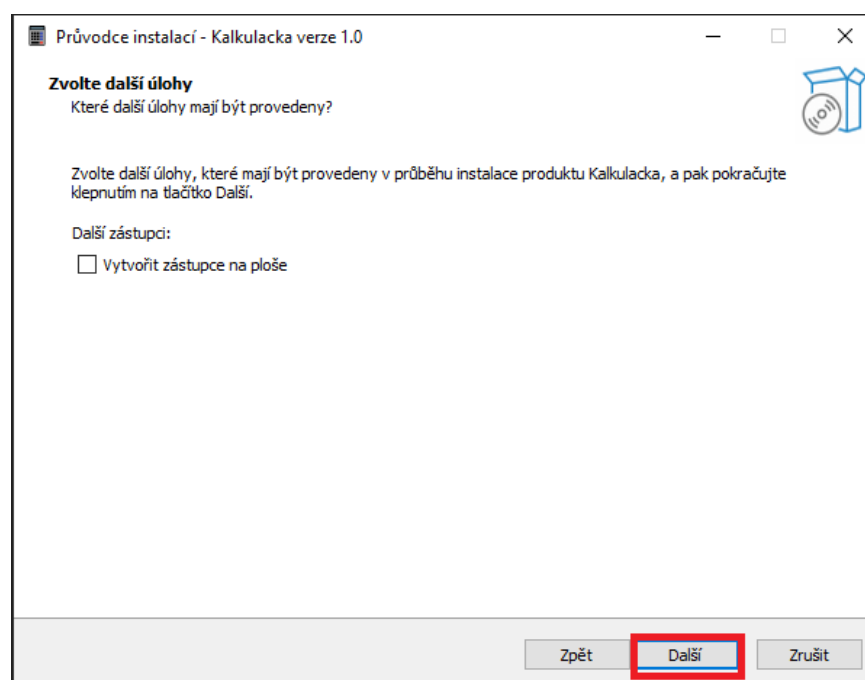 Průvodce instalací - Kalkulacka verze 1.0
Zvolte další úlohy
Které další úlohy mají být provedeny?
Zvolte další úlohy, které mají být provedeny v průběhu instalace produktu Kalkulacka, a pak pokračujte
klepnutím na tlačítko Další.
Další zástupci:
Vytvořit zástupce na ploše
Zpět
Další
Zrušit